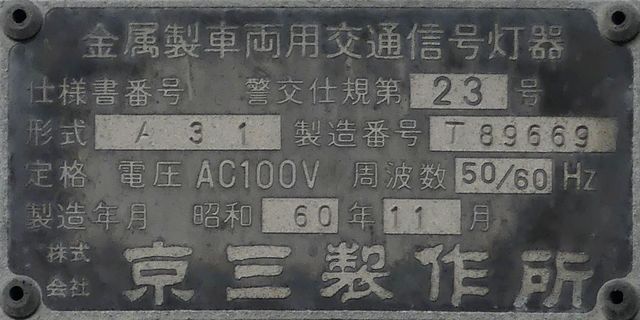 金属製車両用交通信号灯器
仕様書番号 警交仕規第 23 号
形式 A31 製造番号 T89669
定格 電圧 AC100V 周波数 50/60 Hz
製造年月 昭和 60 年 11 月
株式会社 京三製作所